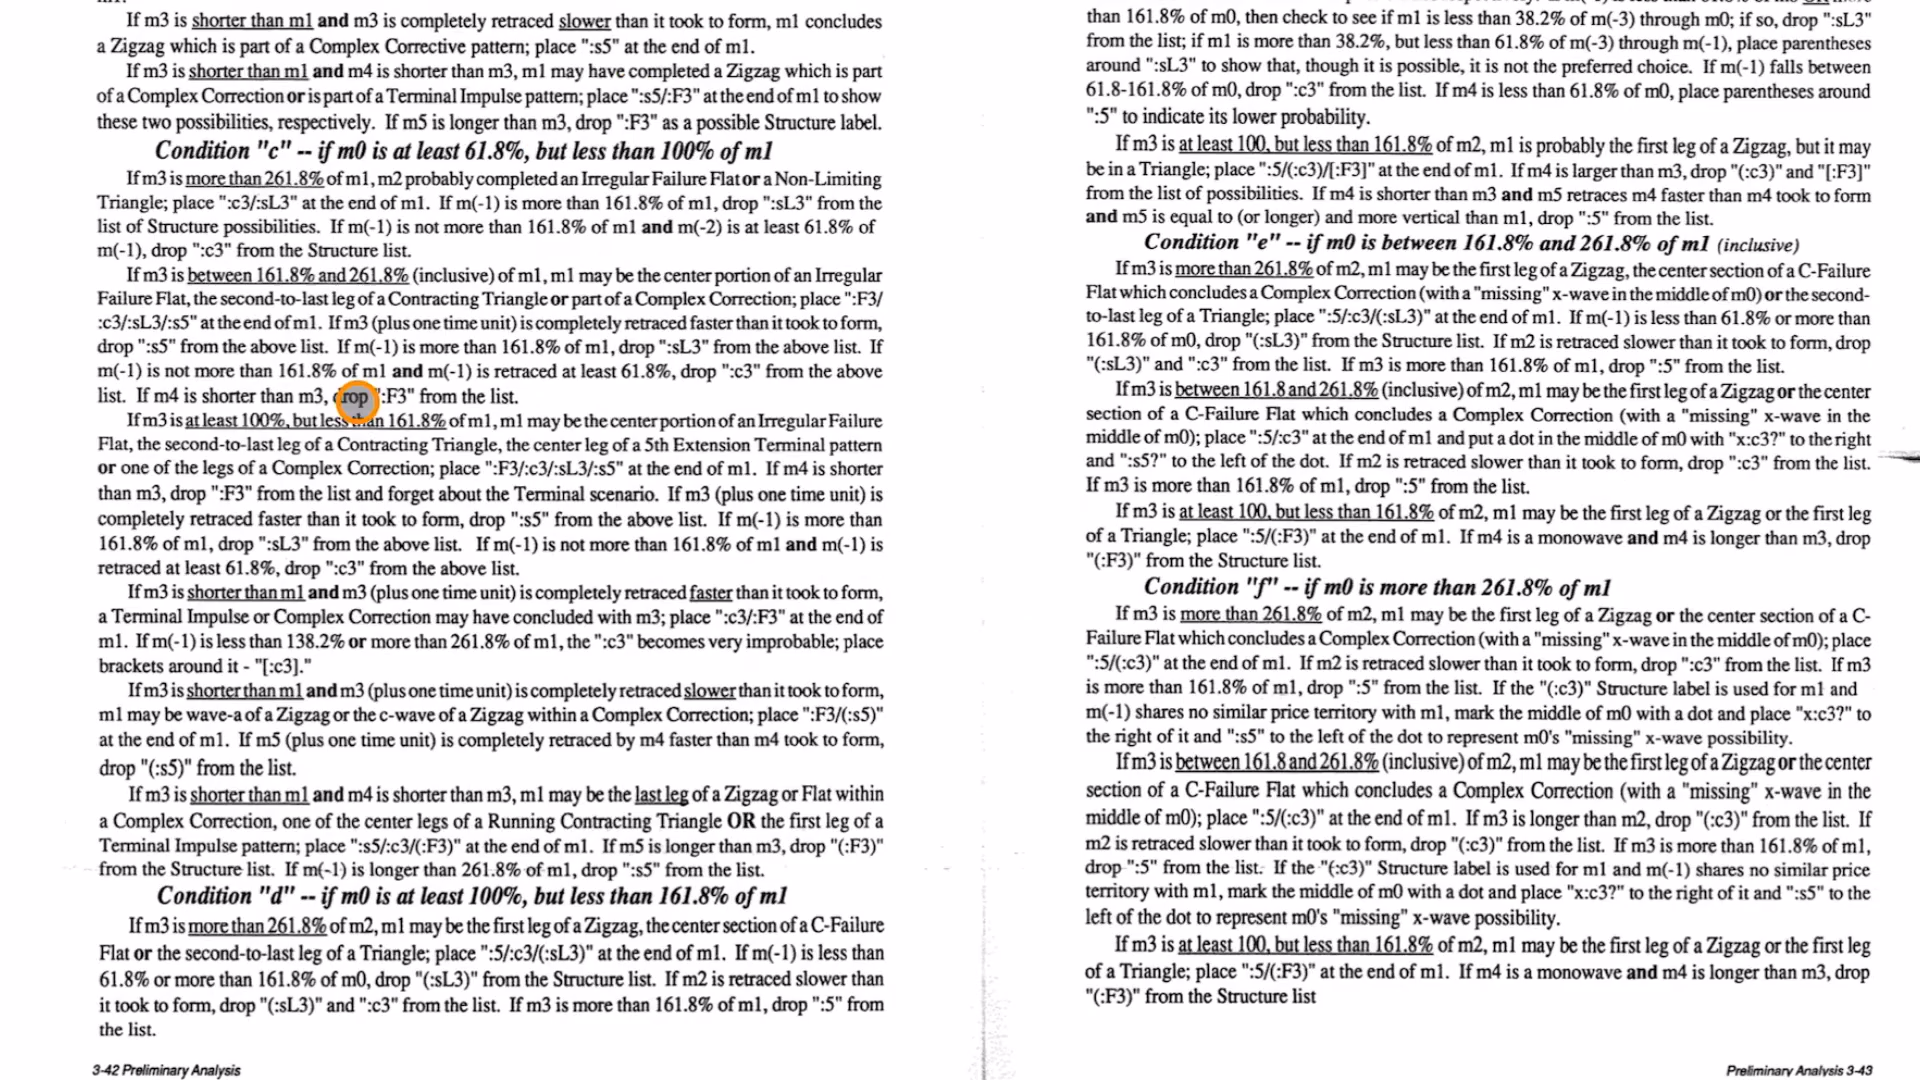 If m3 is shorter than m1 and m3 is completely retraced slower than it took to form, m1 concludes
a Zigzag which is part of a Complex Corrective pattern; place ":s5" at the end of m1.
If m3 is shorter than m1 and m4 is shorter than m3, m1 may have completed a Zigzag which is part
of a Complex Correction or is part of a Terminal Impulse pattern; place ":s5/:F3" at the end of m1 to show
these two possibilities, respectively. If m5 is longer than m3, drop ":F3" as a possible Structure label.
Condition "c" -- if m0 is at least 61.8%, but less than 100% of m1
If m3 is more than 261.8% of m1, m2 probably completed an Irregular Failure Flat or a Non-Limiting
Triangle; place ":c3/:sL3" at the end of m1. If m(-1) is more than 161.8% of m1, drop ":sL3" from the
list of Structure possibilities. If m(-1) is not more than 161.8% of m1 and m(-2) is at least 61.8% of
m(-1), drop ":c3" from the Structure list.
If m3 is between 161.8% and 261.8% (inclusive) of m1, m1 may be the center portion of an Irregular
Failure Flat, the second-to-last leg of a Contracting Triangle or part of a Complex Correction; place ":F3/
:c3/:sL3/:s5" at the end of m1. If m3 (plus one time unit) is completely retraced faster than it took to form,
drop ":s5" from the above list. If m(-1) is more than 161.8% of m1, drop ":sL3" from the above list. If
m(-1) is not more than 161.8% of m1 and m(-1) is retraced at least 61.8%, drop ":c3" from the above
list. If m4 is shorter than m3, drop ":F3" from the list.
If m3 is at least 100%, but less than 161.8% of m1, m1 may be the center portion of an Irregular Failure
Flat, the second-to-last leg of a Contracting Triangle, the center leg of a 5th Extension Terminal pattern
or one of the legs of a Complex Correction; place ":F3/:c3/:sL3/:s5" at the end of m1. If m4 is shorter
than m3, drop ":F3" from the list and forget about the Terminal scenario. If m3 (plus one time unit) is
completely retraced faster than it took to form, drop ":s5" from the above list. If m(-1) is more than
161.8% of m1, drop ":sL3" from the above list. If m(-1) is not more than 161.8% of m1 and m(-1) is
retraced at least 61.8%, drop ":c3" from the above list.
If m3 is shorter than m1 and m3 (plus one time unit) is completely retraced faster than it took to form,
a Terminal Impulse or Complex Correction may have concluded with m3; place ":c3/:F3" at the end of
m1. If m(-1) is less than 138.2% or more than 261.8% of m1, the ":c3" becomes very improbable; place
brackets around it - "[:c3]."
If m3 is shorter than m1 and m3 (plus one time unit) is completely retraced slower than it took to form,
m1 may be wave-a of a Zigzag or the c-wave of a Zigzag within a Complex Correction; place ":F3/(:s5)"
at the end of m1. If m5 (plus one time unit) is completely retraced by m4 faster than m4 took to form,
drop "(:s5)" from the list.
If m3 is shorter than m1 and m4 is shorter than m3, m1 may be the last leg of a Zigzag or Flat within
a Complex Correction, one of the center legs of a Running Contracting Triangle OR the first leg of a
Terminal Impulse pattern; place ":s5/:c3/(:F3)" at the end of m1. If m5 is longer than m3, drop "(:F3)"
from the Structure list. If m(-1) is longer than 261.8% of m1, drop ":s5" from the list.
Condition "d" -- if m0 is at least 100%, but less than 161.8% of m1
If m3 is more than 261.8% of m2, m1 may be the first leg of a Zigzag, the center section of a C-Failure
Flat or the second-to-last leg of a Triangle; place ":5/:c3/(:sL3)" at the end of m1. If m(-1) is less than
61.8% or more than 161.8% of m0, drop "(:sL3)" from the Structure list. If m2 is retraced slower than
it took to form, drop "(:sL3)" and ":c3" from the list. If m3 is more than 161.8% of m1, drop ":5" from
the list.
3-42 Preliminary Analysis
than 161.8% of m0, then check to see if m1 is less than 38.2% of m(-3) through m0; if so, drop ":sL3"
from the list; if m1 is more than 38.2%, but less than 61.8% of m(-3) through m(-1), place parentheses
around ":sL3" to show that, though it is possible, it is not the preferred choice. If m(-1) falls between
61.8-161.8% of m0, drop ":c3" from the list. If m4 is less than 61.8% of m0, place parentheses around
":5" to indicate its lower probability.
If m3 is at least 100, but less than 161.8% of m2, m1 is probably the first leg of a Zigzag, but it may
be in a Triangle; place ":5/(:c3)/[:F3]" at the end of m1. If m4 is larger than m3, drop "(:c3)" and "[:F3]"
from the list of possibilities. If m4 is shorter than m3 and m5 retraces m4 faster than m4 took to form
and m5 is equal to (or longer) and more vertical than m1, drop ":5" from the list.
Condition "e" -- if m0 is between 161.8% and 261.8% of m1 (inclusive)
If m3 is more than 261.8% of m2, m1 may be the first leg of a Zigzag, the center section of a C-Failure
Flat which concludes a Complex Correction (with a "missing" x-wave in the middle of m0) or the second-
to-last leg of a Triangle; place ":5/:c3/(:sL3)" at the end of m1. If m(-1) is less than 61.8% or more than
161.8% of m0, drop "(:sL3)" from the Structure list. If m2 is retraced slower than it took to form, drop
"(:sL3)" and ":c3" from the list. If m3 is more than 161.8% of m1, drop ":5" from the list.
If m3 is between 161.8 and 261.8% (inclusive) of m2, m1 may be the first leg of a Zigzag or the center
section of a C-Failure Flat which concludes a Complex Correction (with a "missing" x-wave in the
middle of m0); place ":5/:c3" at the end of m1 and put a dot in the middle of m0 with "x:c3?" to the right
and ":s5?" to the left of the dot. If m2 is retraced slower than it took to form, drop ":c3" from the list.
If m3 is more than 161.8% of m1, drop ":5" from the list.
If m3 is at least 100, but less than 161.8% of m2, m1 may be the first leg of a Zigzag or the first leg
of a Triangle; place ":5/(:F3)" at the end of m1. If m4 is a monowave and m4 is longer than m3, drop
"(:F3)" from the Structure list.
Condition "f" -- if m0 is more than 261.8% of m1
If m3 is more than 261.8% of m2, m1 may be the first leg of a Zigzag or the center section of a C-
Failure Flat which concludes a Complex Correction (with a "missing" x-wave in the middle of m0); place
":5/(:c3)" at the end of m1. If m2 is retraced slower than it took to form, drop ":c3" from the list. If m3
is more than 161.8% of m1, drop ":5" from the list. If the "(:c3)" Structure label is used for m1 and
m(-1) shares no similar price territory with m1, mark the middle of m0 with a dot and place "x:c3?" to
the right of it and ":s5" to the left of the dot to represent m0's "missing" x-wave possibility.
If m3 is between 161.8 and 261.8% (inclusive) of m2, m1 may be the first leg of a Zigzag or the center
section of a C-Failure Flat which concludes a Complex Correction (with a "missing" x-wave in the
middle of m0); place ":5/(:c3)" at the end of m1. If m3 is longer than m2, drop "(:c3)" from the list. If
m2 is retraced slower than it took to form, drop "(:c3)" from the list. If m3 is more than 161.8% of m1,
drop ":5" from the list. If the "(:c3)" Structure label is used for m1 and m(-1) shares no similar price
territory with m1, mark the middle of m0 with a dot and place "x:c3?" to the right of it and ":s5" to the
left of the dot to represent m0's "missing" x-wave possibility.
If m3 is at least 100, but less than 161.8% of m2, m1 may be the first leg of a Zigzag or the first leg
of a Triangle; place ":5/(:F3)" at the end of m1. If m4 is a monowave and m4 is longer than m3, drop
"(:F3)" from the Structure list
Preliminary Analysis 3-43